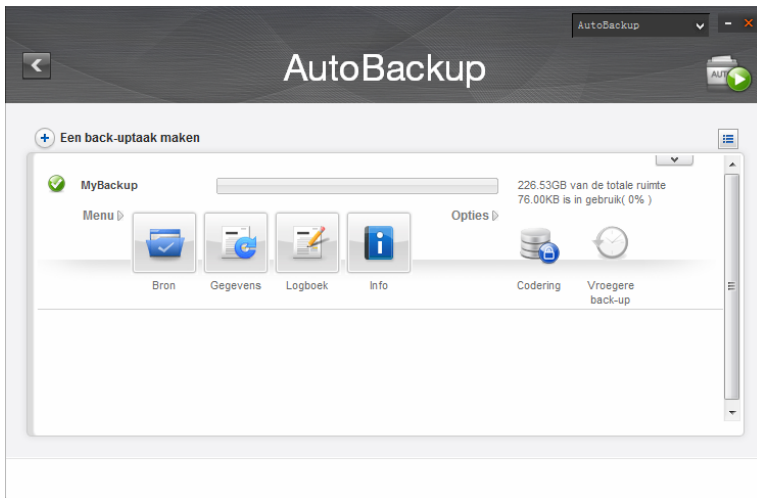 AutoBackup
AutoBackup
AUTO
Een back-uptaak maken
MyBackup
226.53GB van de totale ruimte
76.00KB is in gebruik( 0% )
Menu
Opties
Bron
Gegevens
Logboek
Info
Codering
Vroegere
back-up